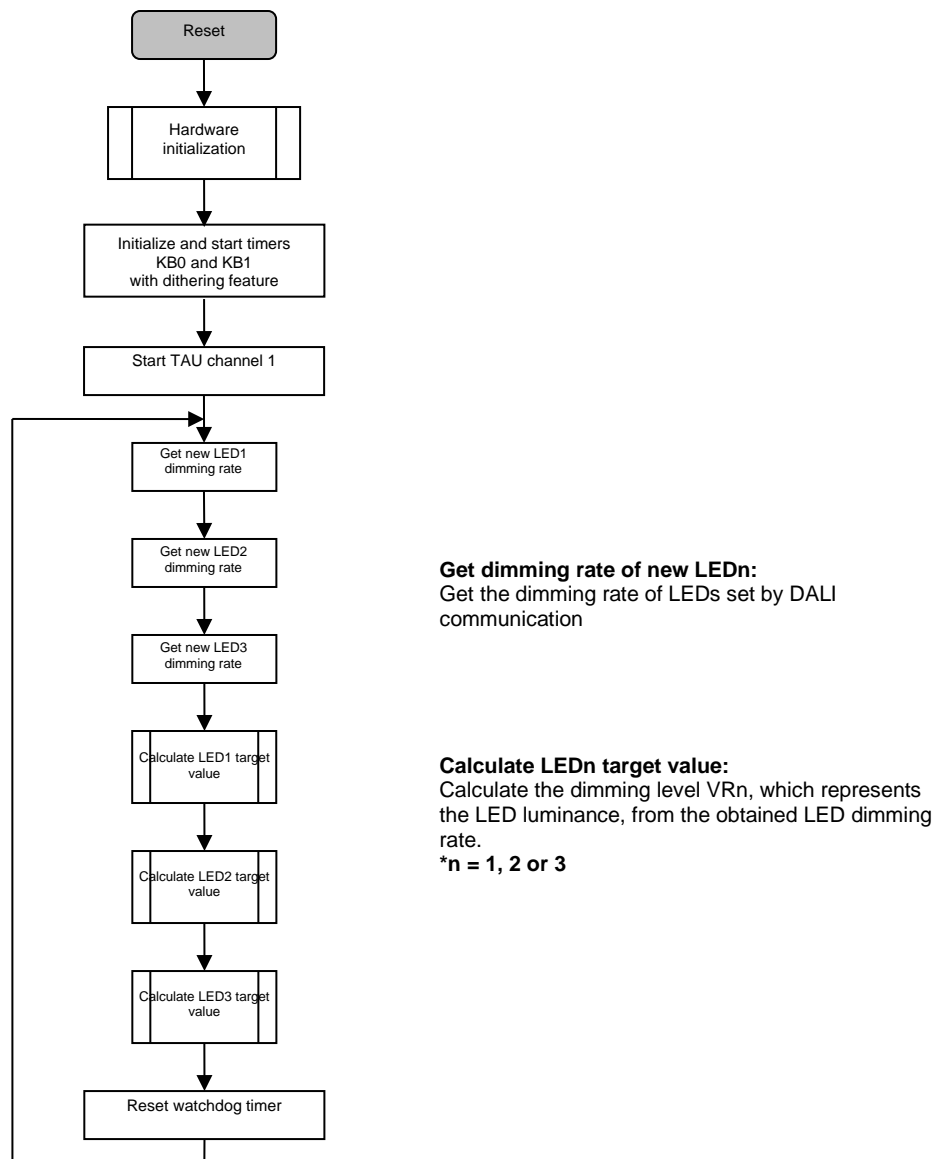 Reset
Hardware
initialization
Initialize and start timers
KB0 and KB1
with dithering feature
Start TAU channel 1
Get new LED1
dimming rate
Get new LED2
dimming rate
Get new LED3
dimming rate
Calculate LED1 target
value
Calculate LED2 target
value
Calculate LED3 target
value
Reset watchdog timer
Get dimming rate of new LEDn:
Get the dimming rate of LEDs set by DALI
communication
Calculate LEDn target value:
Calculate the dimming level VRn, which represents
the LED luminance, from the obtained LED dimming
rate.
*n = 1, 2 or 3